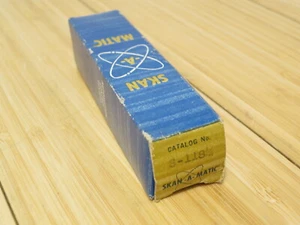 SKAN
-A-
MATIC
CATALOG No.
SKAN-A-MATIC